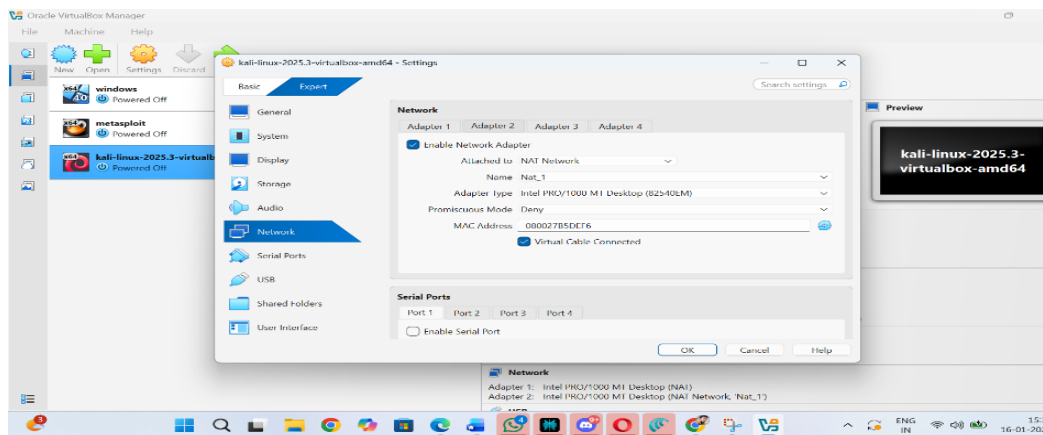 Oracle VirtualBox Manager
File Machine Help
New Open Settings Discard
windows
Powered Off
metasploit
Powered Off
kali-linux-2025.3-virtualb
Powered Off
kali-linux-2025.3-virtualbox-amd64 - Settings
Basic Expert
Search settings
General
System
Display
Storage
Audio
Network
Serial Ports
USB
Shared Folders
User Interface
Network
Adapter 1 Adapter 2 Adapter 3 Adapter 4
Enable Network Adapter
Attached to NAT Network
Name Nat_1
Adapter Type Intel PRO/1000 MT Desktop (82540EM)
Promiscuous Mode Deny
MAC Address 080027B5DEF6
Virtual Cable Connected
Serial Ports
Port 1 Port 2 Port 3 Port 4
Enable Serial Port
OK Cancel Help
Preview
kali-linux-2025.3-
virtualbox-amd64
Network
Adapter 1: Intel PRO/1000 MT Desktop (NAT)
Adapter 2: Intel PRO/1000 MT Desktop (NAT Network, 'Nat_1')
ENG
IN
15:
16-01-20